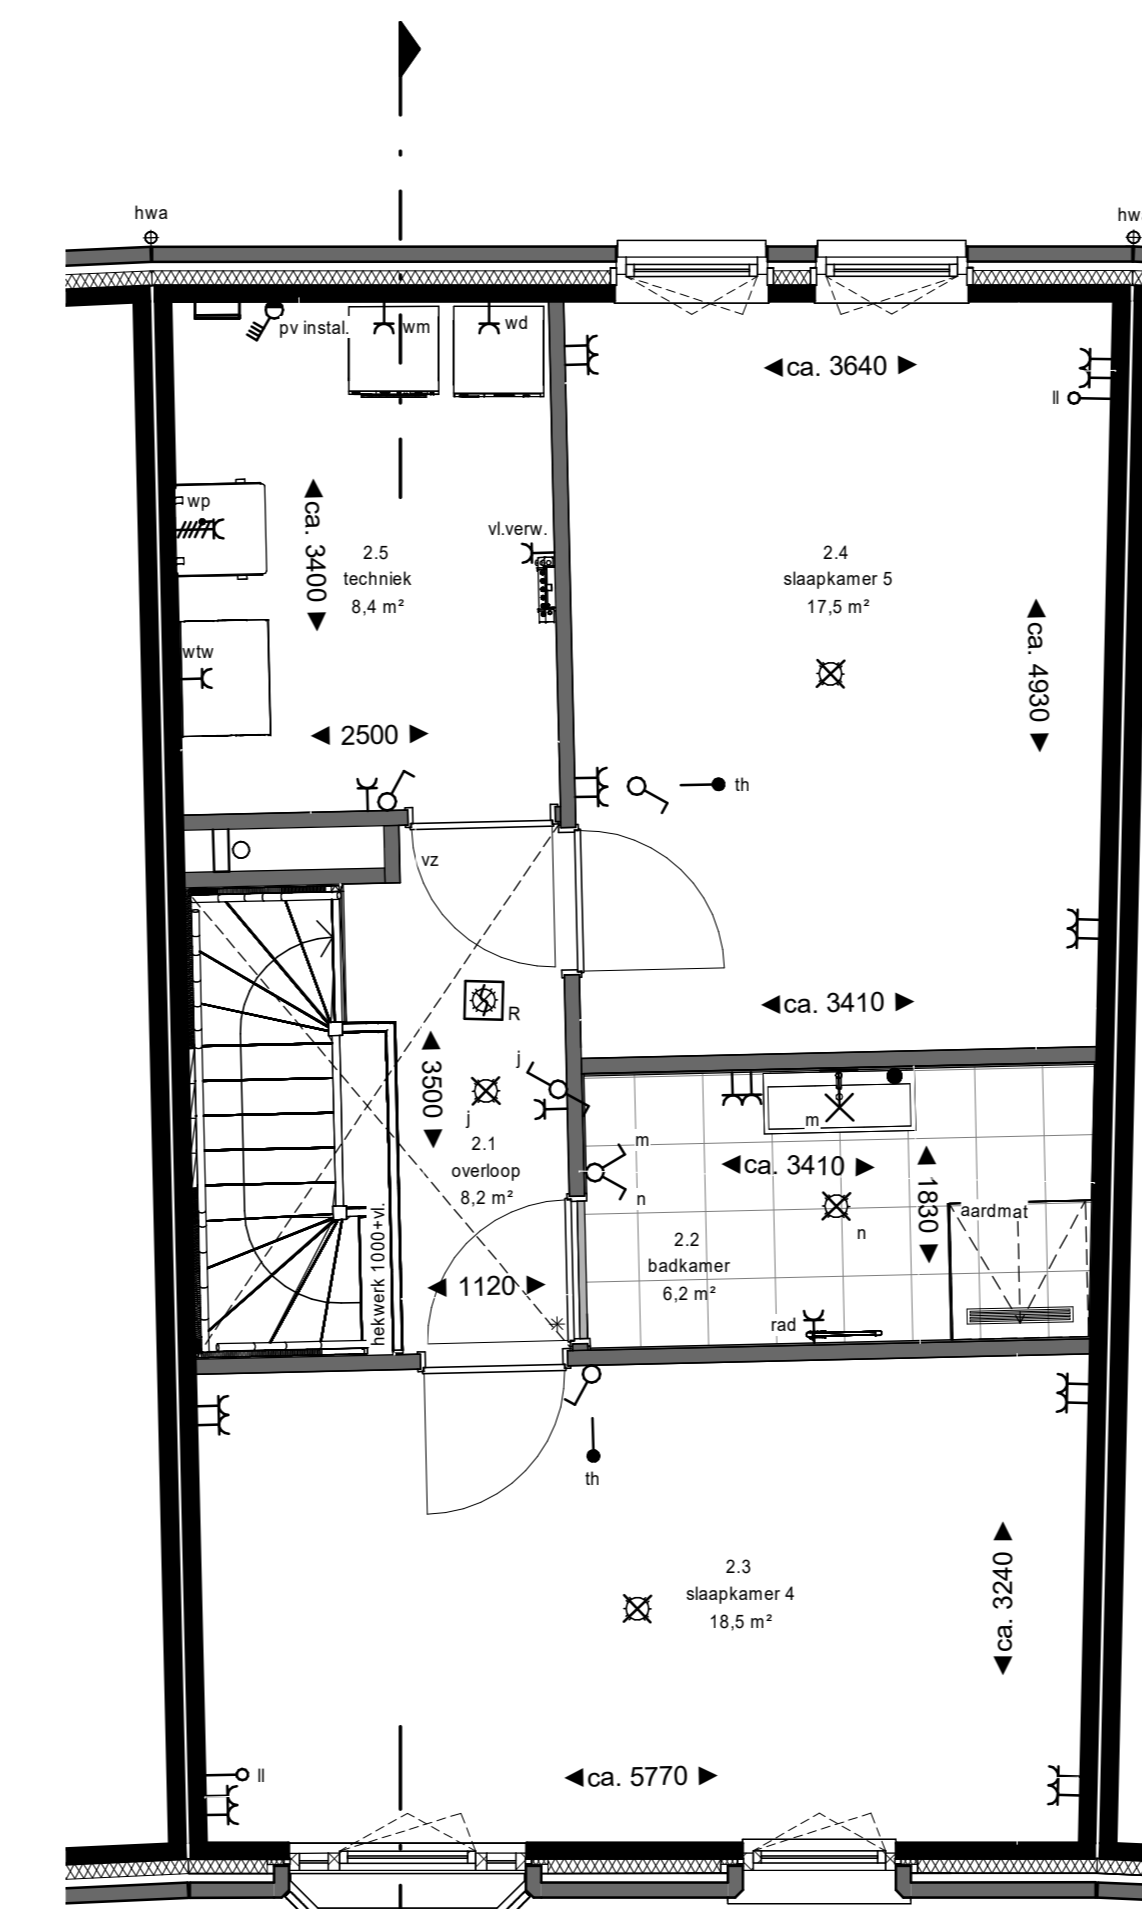 hwa
hwa
pv instal.
wm
wd
◄ca. 3640 ►
ll
wp
◄ca. 3400 ►
vl.verw.
2.5
techniek
8,4 m²
2.4
slaapkamer 5
17,5 m²
◄ca. 4930 ►
wtw
◄ 2500 ►
th
vz
R
◄ca. 3410 ►
◄ 3500 ►
j
j
2.1
overloop
8,2 m²
m
m
n
◄ca. 3410 ►
◄ 1830 ►
aardmat
n
2.2
badkamer
6,2 m²
hekwerk 1000+vl.
◄ 1120 ►
rad
th
2.3
slaapkamer 4
18,5 m²
◄ca. 3240 ►
ll
◄ca. 5770 ►